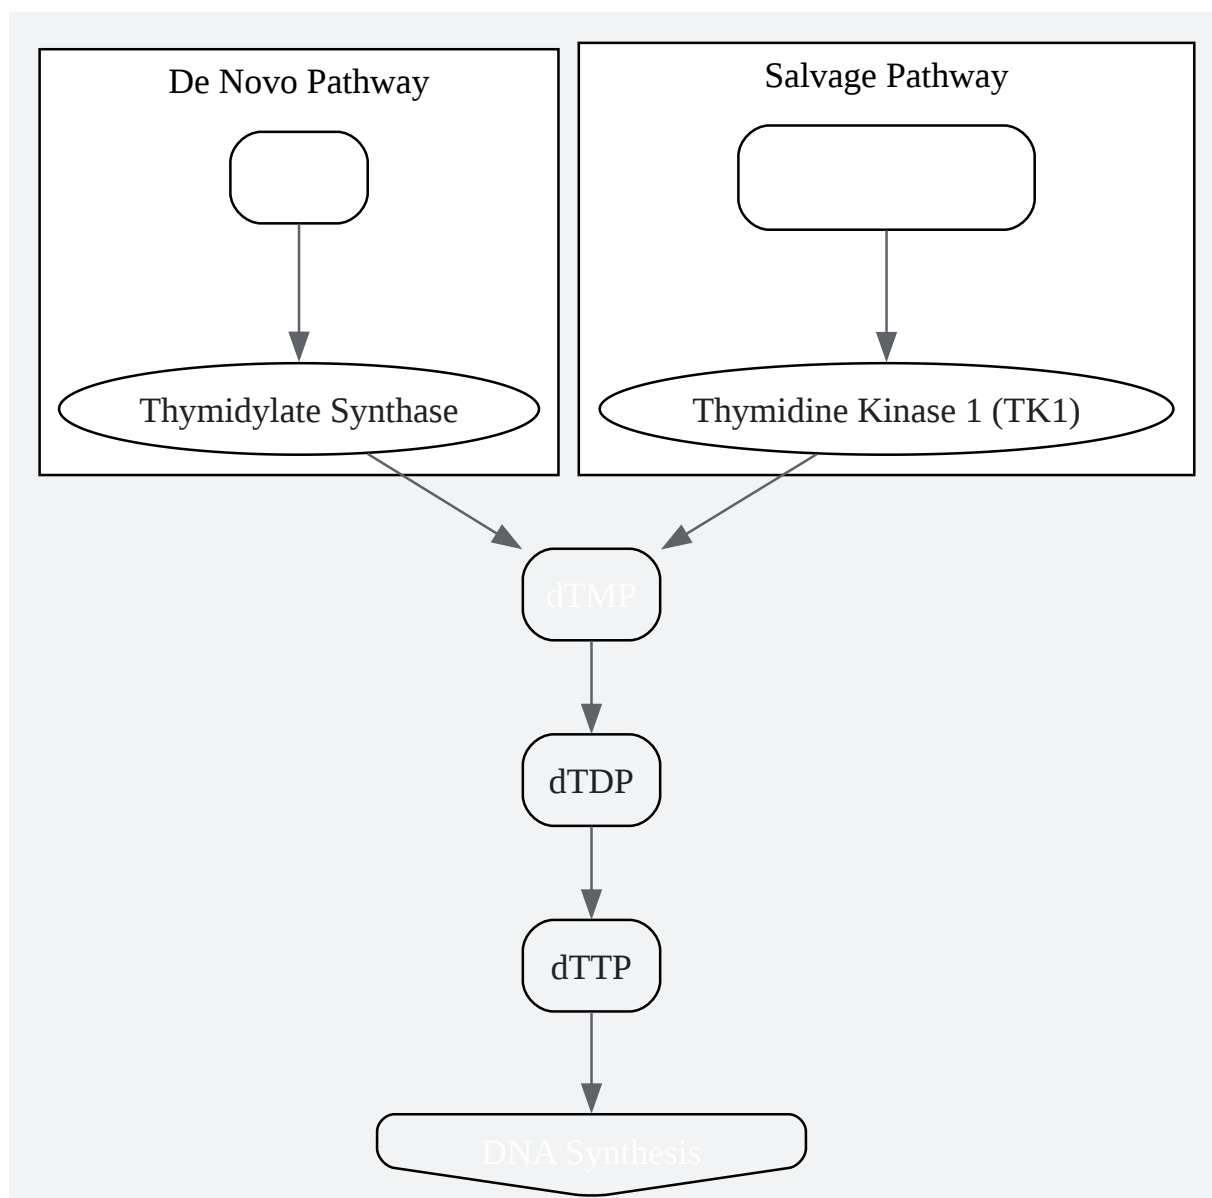 De Novo Pathway
Salvage Pathway
Thymidylate Synthase
Thymidine Kinase 1 (TK1)
dTMP
dTDP
dTTP
DNA Synthesis